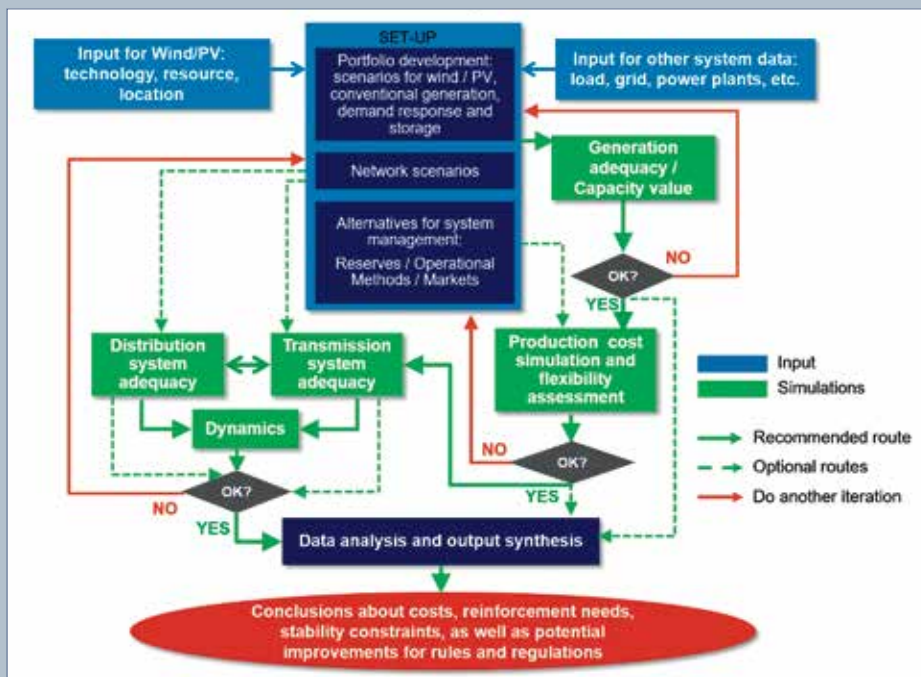 SET-UP
Input for Wind/PV:
technology, resource,
location
Portfolio development:
scenarios for wind / PV,
conventional generation,
demand response and
storage
Input for other system data:
load, grid, power plants, etc.
Network scenarios
Generation
adequacy /
Capacity value
Alternatives for system
management:
Reserves / Operational
Methods / Markets
OK?
NO
YES
Distribution
system
adequacy
Transmission
system
adequacy
Production cost
simulation and
flexibility
assessment
Input
Simulations
Dynamics
Recommended route
Optional routes
Do another iteration
NO
OK?
YES
OK?
NO
YES
Data analysis and output synthesis
Conclusions about costs, reinforcement needs,
stability constraints, as well as potential
improvements for rules and regulations